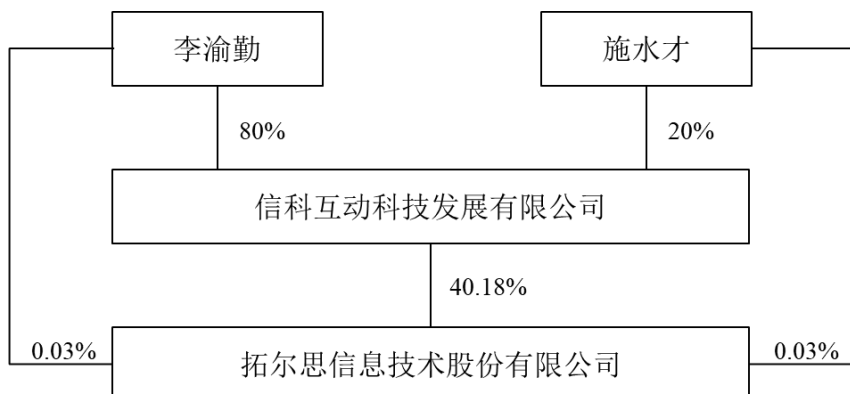 李渝勤
施水才
80%
20%
信科互动科技发展有限公司
40.18%
0.03%
拓尔思信息技术股份有限公司
0.03%